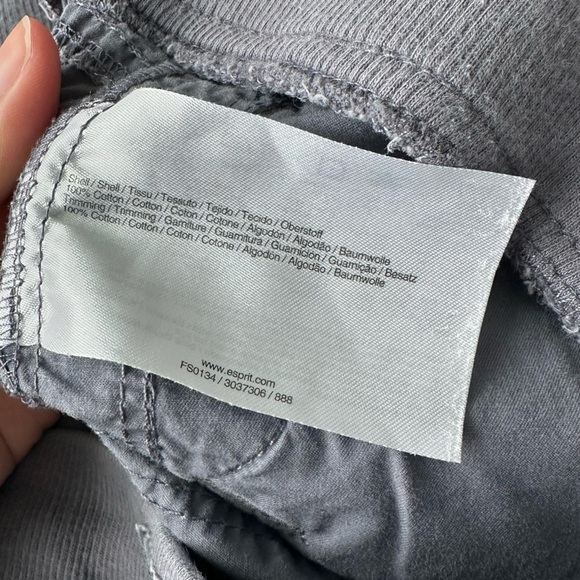 Shell / Shell / Tissu / Tessuto / Tejido / Tecido / Oberstoff
100% Cotton / Cotton / Coton / Cotone / Algodón / Algodão / Baumwolle
Trimming / Trimming / Garniture / Guarnitura / Guarnición / Guarnição / Besatz
100% Cotton / Cotton / Coton / Cotone / Algodón / Algodão / Baumwolle
www.esprit.com
FS0134 / 3037306 / 888